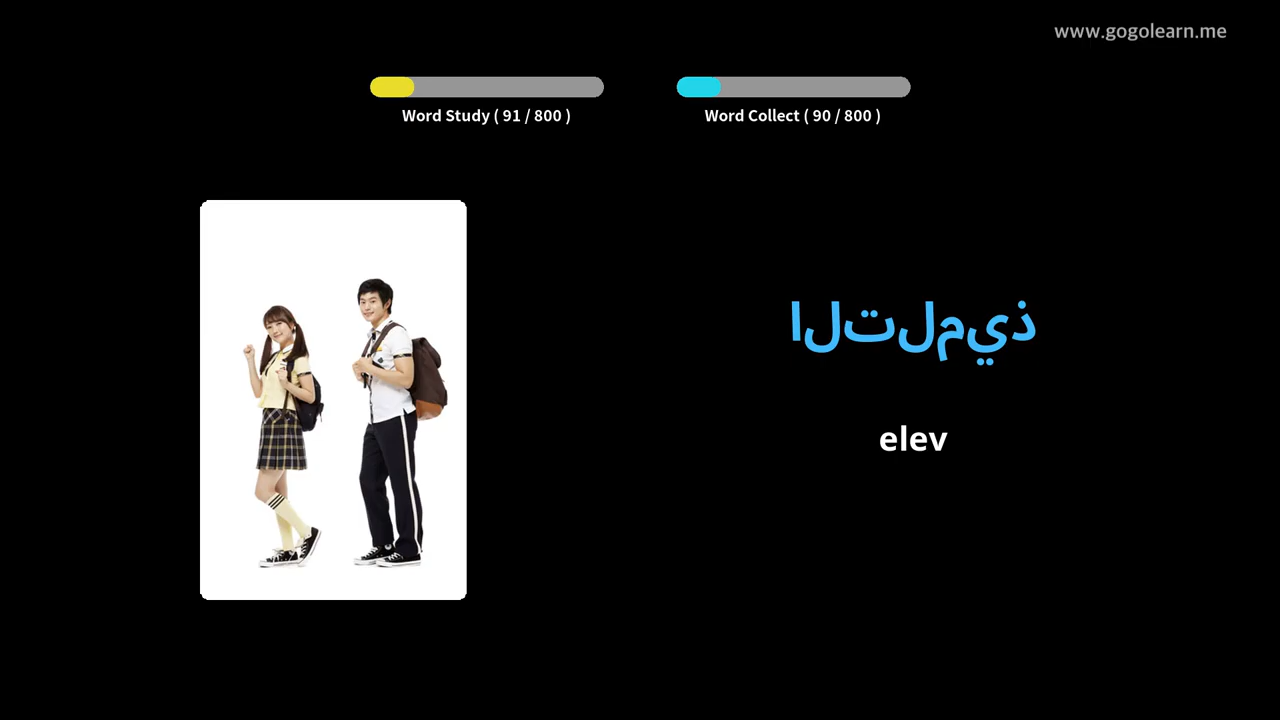 www.gogolearn.me
Word Study ( 91 / 800 )
Word Collect ( 90 / 800 )
التلميذ
elev